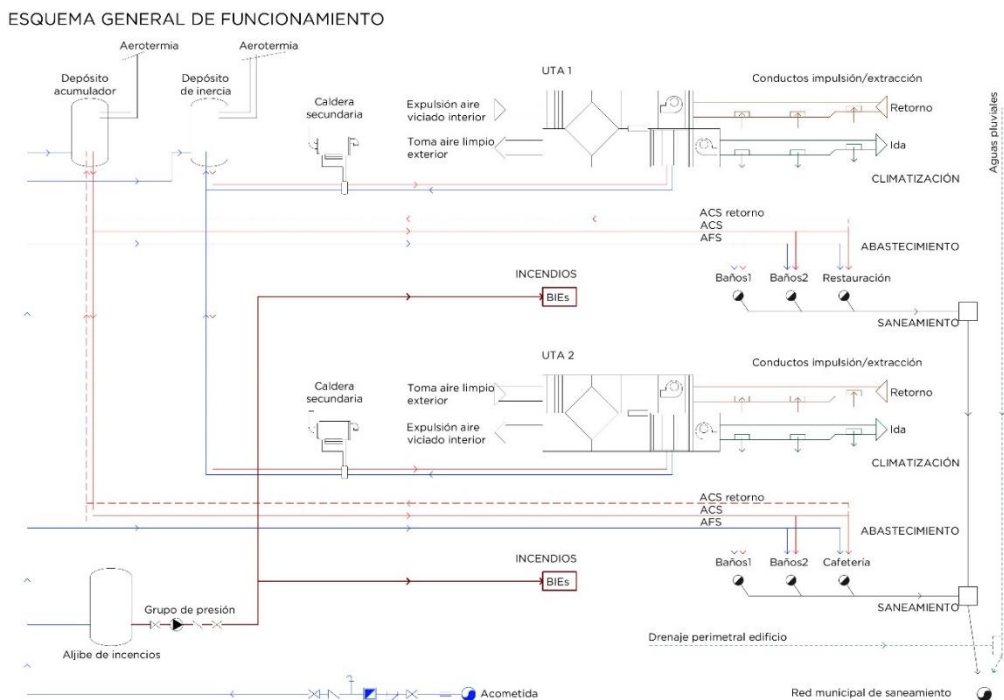 ESQUEMA GENERAL DE FUNCIONAMIENTO
Aerotermia
Aerotermia
Depósito
acumulador
Depósito
de inercia
Caldera
secundaria
Expulsión aire
viciado interior
Toma aire limpio
exterior
UTA 1
Conductos impulsión/extracción
Retorno
Ida
CLIMATIZACIÓN
Aguas pluviales
ACS retorno
ACS
AFS
ABASTECIMIENTO
Baños1
Baños2
Restauración
SANEAMIENTO
INCENDIOS
BIEs
UTA 2
Conductos impulsión/extracción
Caldera
secundaria
Toma aire limpio
exterior
Expulsión aire
viciado interior
Retorno
Ida
CLIMATIZACIÓN
ACS retorno
ACS
AFS
ABASTECIMIENTO
Baños1
Baños2
Cafetería
SANEAMIENTO
INCENDIOS
BIEs
Grupo de presión
Aljibe de incencios
Drenaje perimetral edificio
Acometida
Red municipal de saneamiento